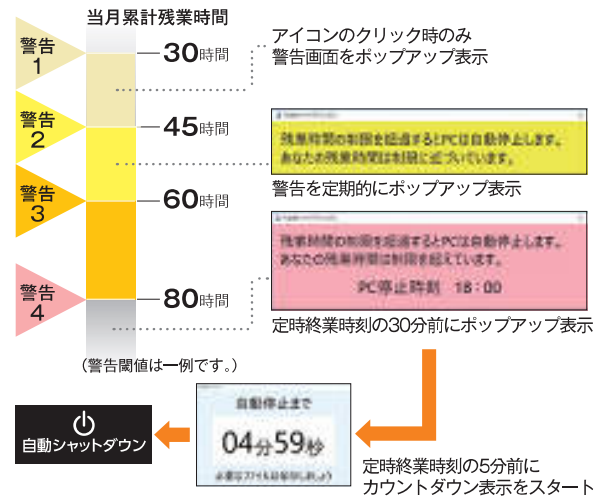 当月累計残業時間
警告
1
30時間
アイコンのクリック時のみ
警告画面をポップアップ表示
警告
2
45時間
残業時間の制限を超過するとPCは自動停止します。
あなたの残業時間は制限に近づいています。
警告を定期的にポップアップ表示
警告
3
60時間
残業時間の制限を超過するとPCは自動停止します。
あなたの残業時間は制限を超えています。
PC停止時刻 18:00
警告
4
80時間
定時終業時刻の30分前にポップアップ表示
(警告閾値は一例です。)
自動停止まで
04分59秒
自動シャットダウン
定時終業時刻の5分前に
カウントダウン表示をスタート